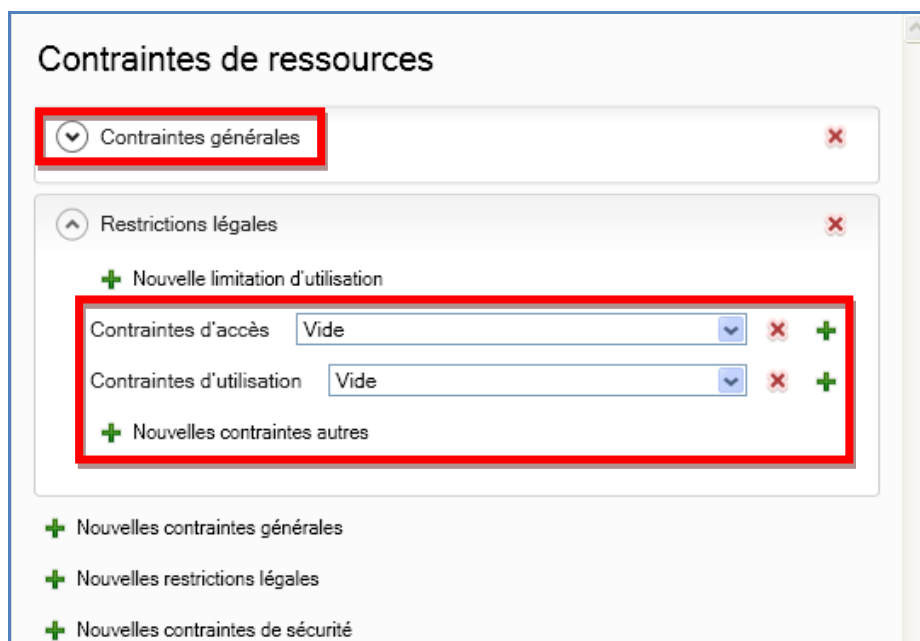 Contraintes de ressources
Contraintes générales
Restrictions légales
Nouvelle limitation d'utilisation
Contraintes d'accès Vide
Contraintes d'utilisation Vide
Nouvelles contraintes autres
Nouvelles contraintes générales
Nouvelles restrictions légales
Nouvelles contraintes de sécurité